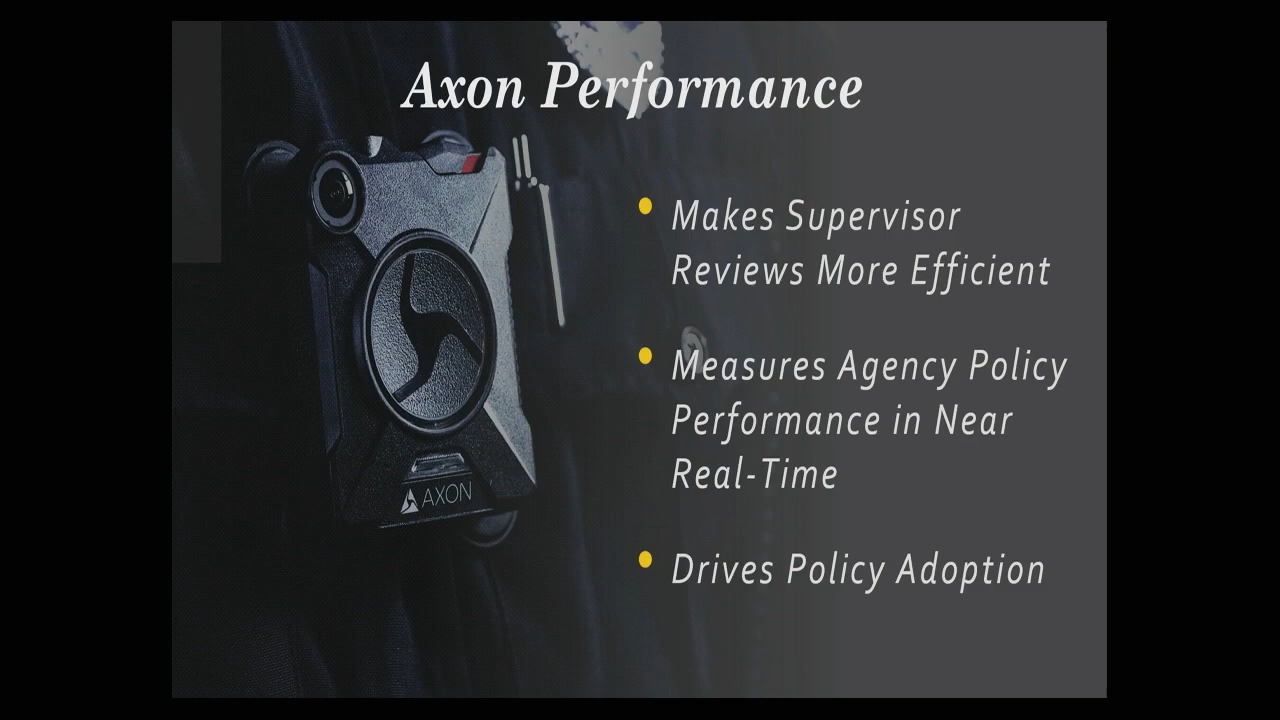 Axon Performance
Makes Supervisor
Reviews More Efficient
Measures Agency Policy
Performance in Near
Real-Time
Drives Policy Adoption
AXON